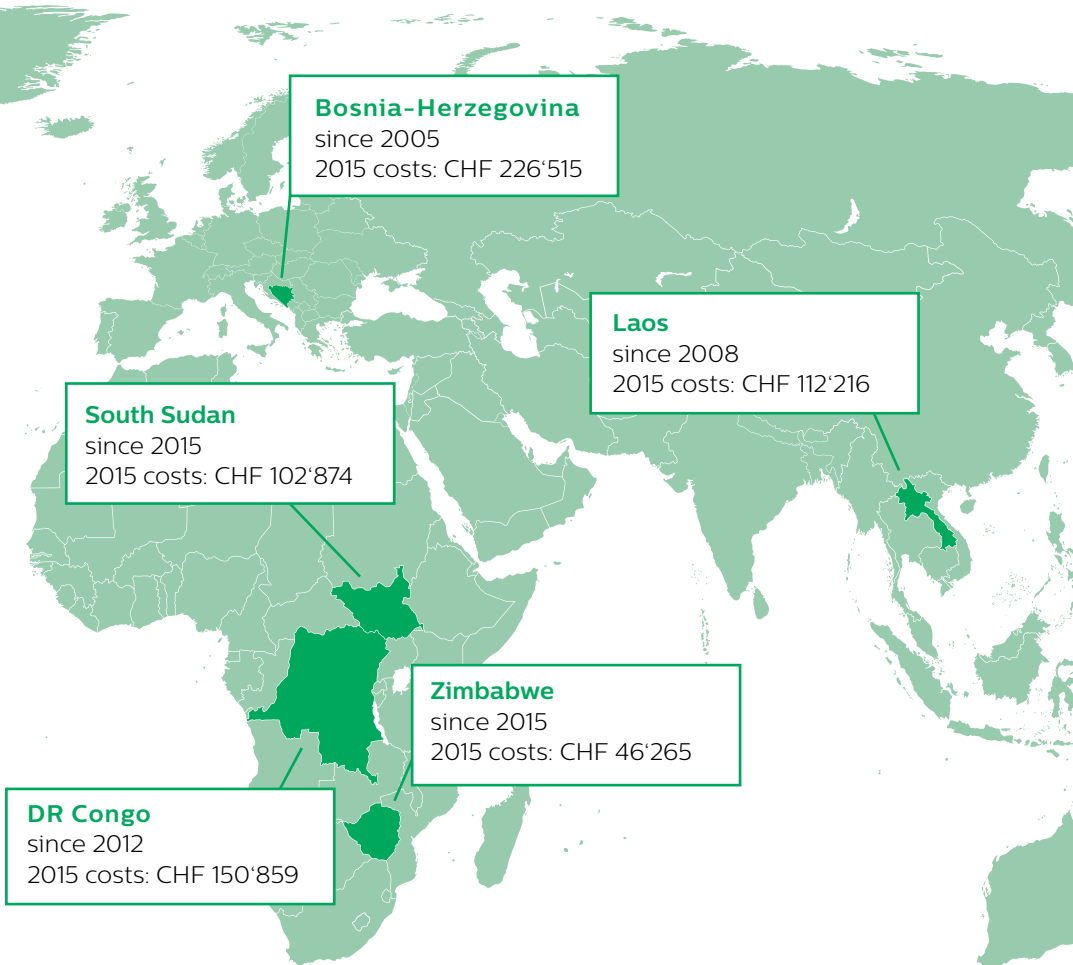 Bosnia-Herzegovina
since 2005
2015 costs: CHF 226‘515
Laos
since 2008
2015 costs: CHF 112‘216
South Sudan
since 2015
2015 costs: CHF 102‘874
Zimbabwe
since 2015
2015 costs: CHF 46‘265
DR Congo
since 2012
2015 costs: CHF 150‘859